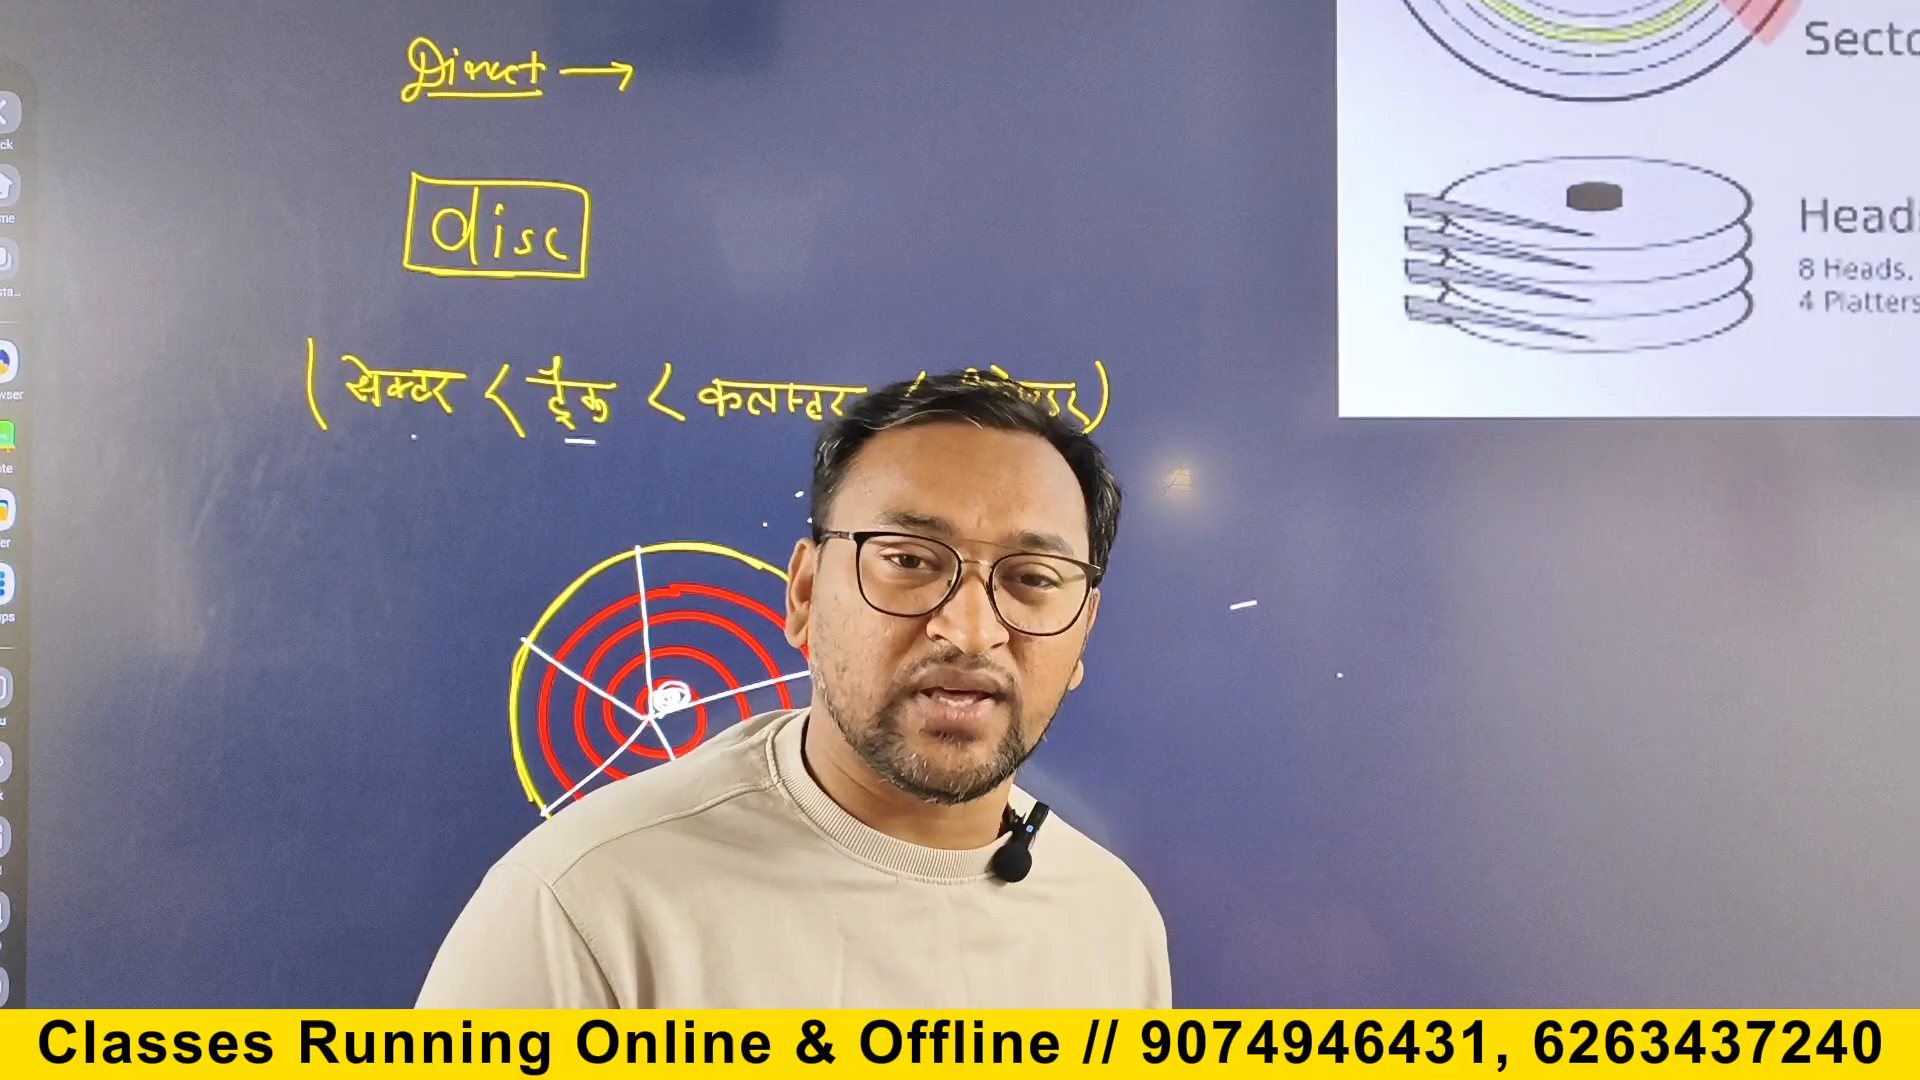 Direct →
disc
(सेक्टर < ट्रैक < कलस्टर <
Secto
Head
8 Heads,
4 Platters
Classes Running Online & Offline // 9074946431, 6263437240